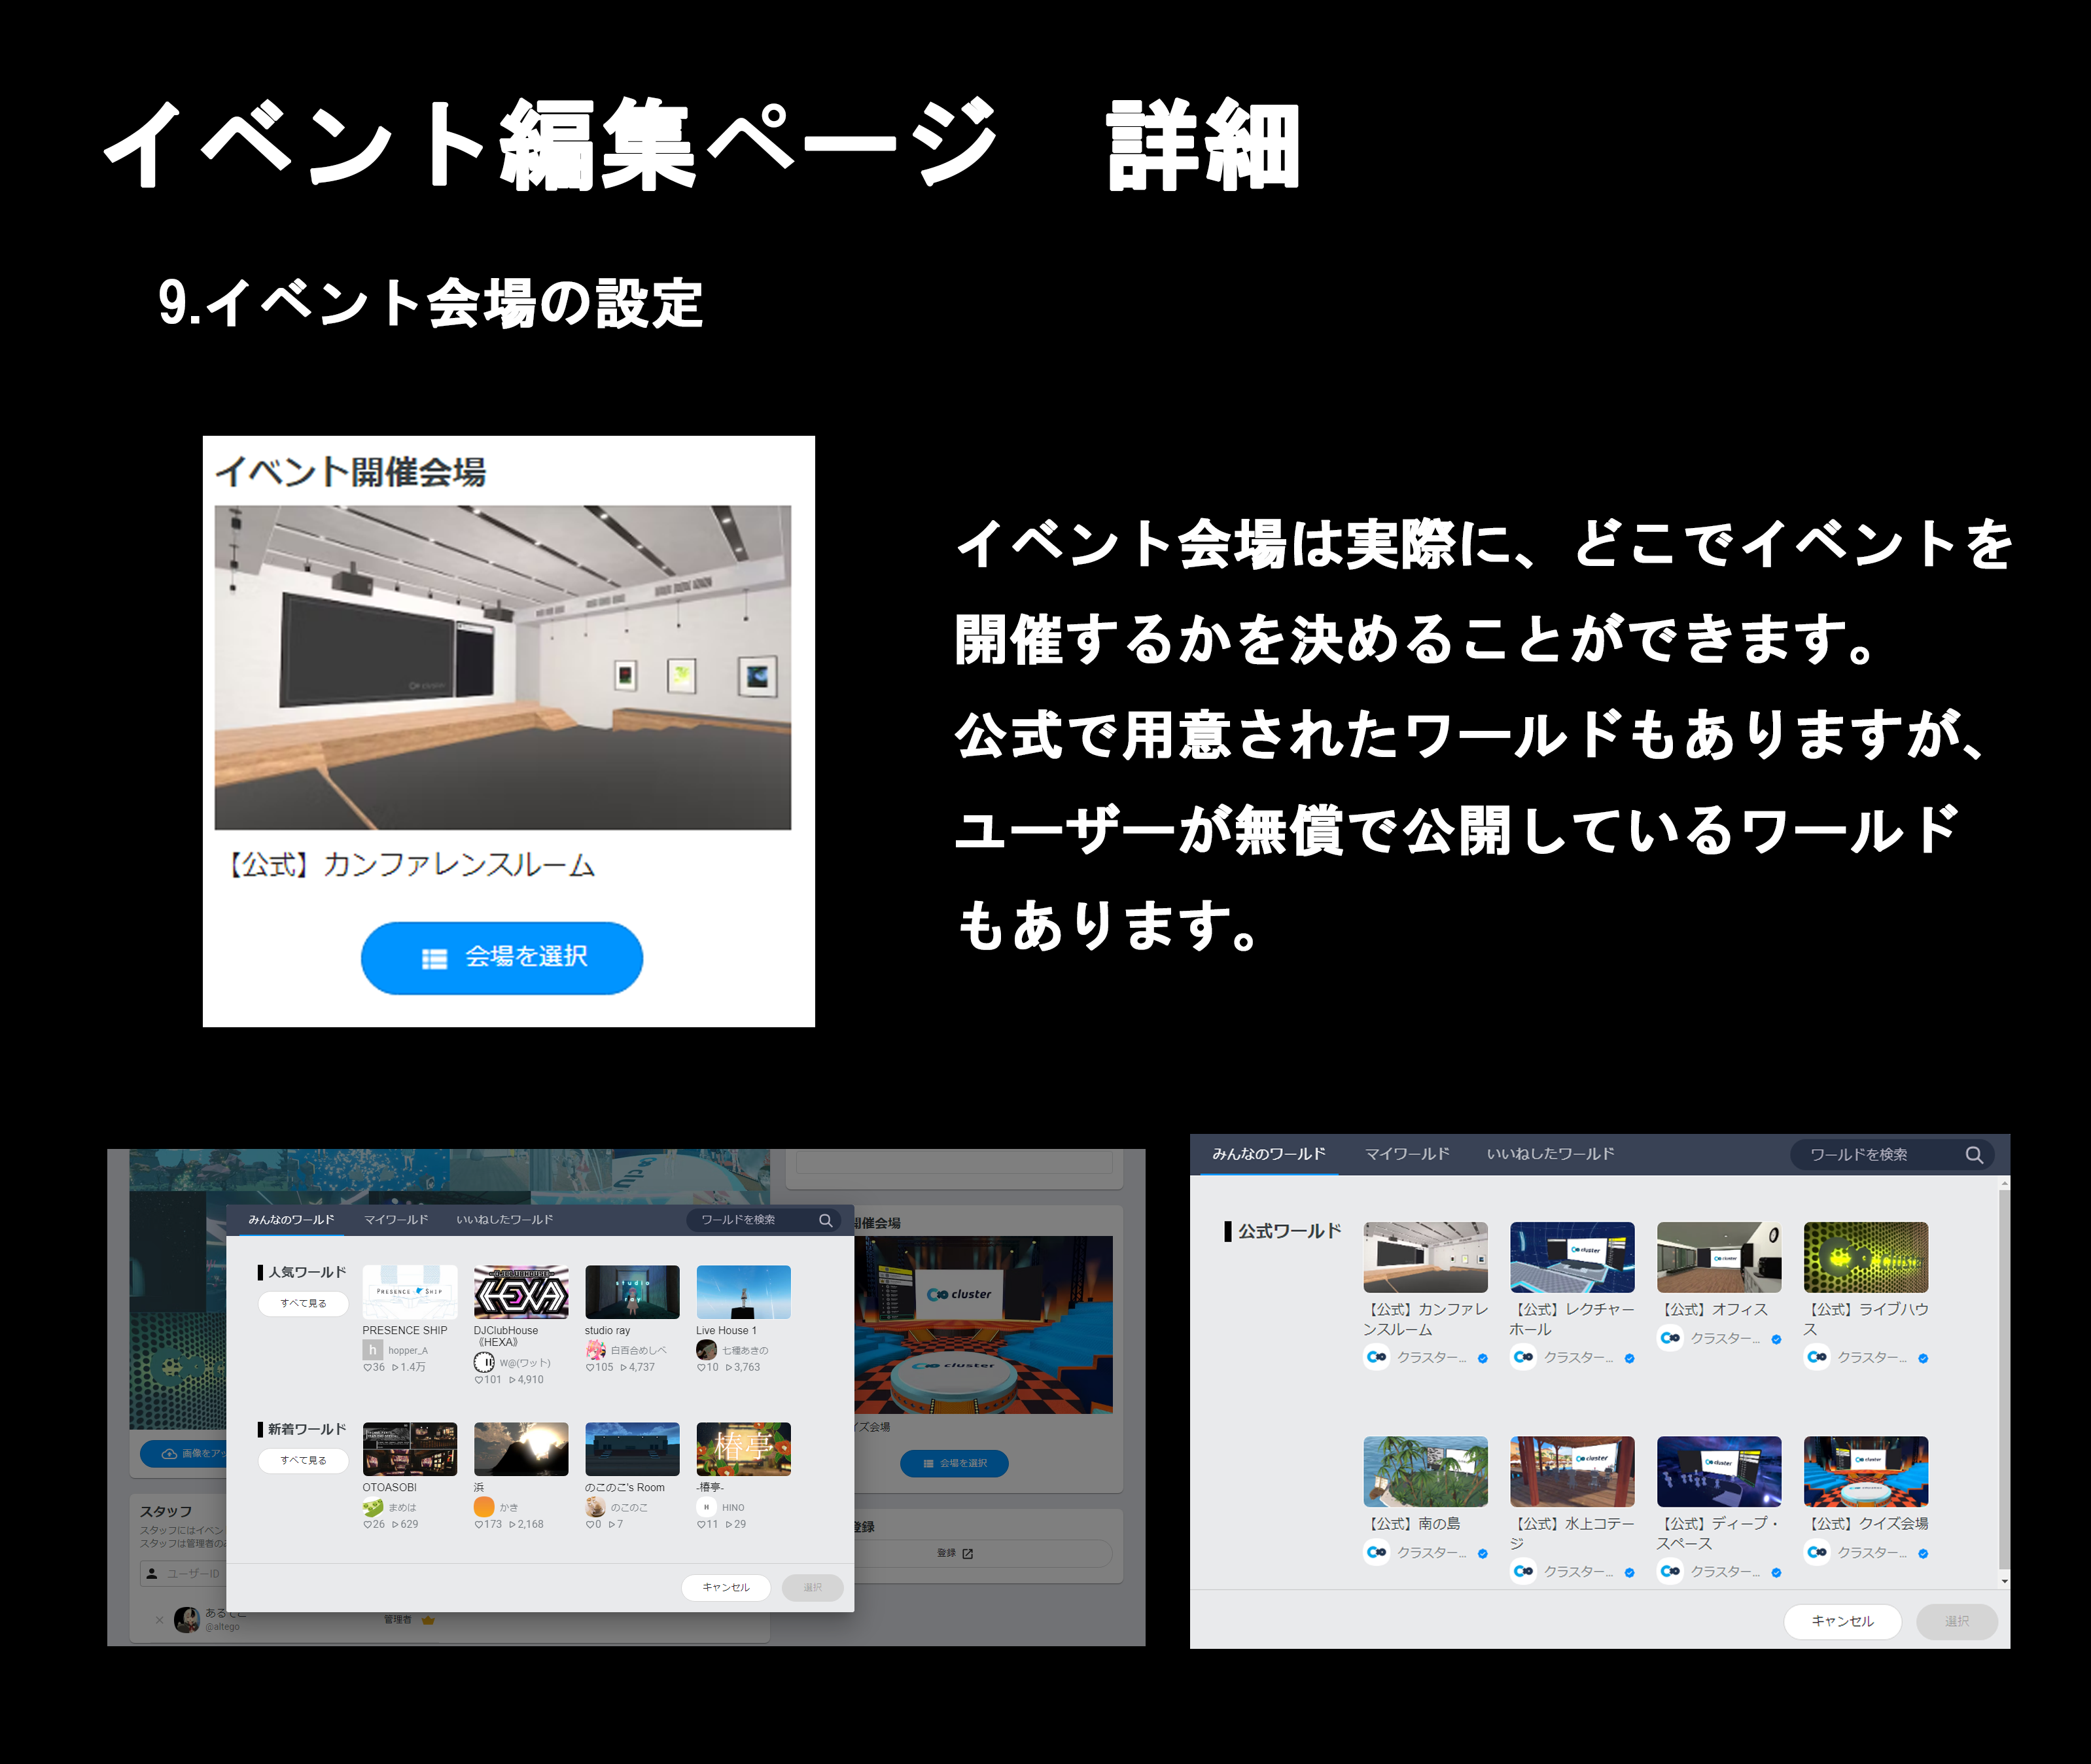 イベント編集ページ　詳細
9.イベント会場の設定
イベント開催会場
cluster
【公式】カンファレンスルーム
会場を選択
イベント会場は実際に、どこでイベントを
開催するかを決めることができます。
公式で用意されたワールドもありますが、
ユーザーが無償で公開しているワールド
もあります。
みんなのワールド マイワールド いいねしたワールド ワールドを検索
人気ワールド
すべて見る
PRESENCE SHIP
PRESENCE SHIP
hopper_A
36 1.4万
DJCLUBHOUSE
HEXA
DJClubHouse
《HEXA》
W@(ワット)
101 4,910
studio
ray
studio ray
白百合めしべ
105 4,737
Live House 1
七種あきの
10 3,763
新着ワールド
すべて見る
OTOASOBI
まめは
26 629
浜
かき
173 2,168
のこのこ's Room
のこのこ
0 7
椿亭
-椿亭-
HINO
11 29
キャンセル 選択
画像をアッ
スタッフ
スタッフにはイベン
スタッフは管理者の
ユーザーID
@altego
管理者
開催会場
cluster
cluster
イズ会場
会場を選択
登録
登録
みんなのワールド マイワールド いいねしたワールド ワールドを検索
公式ワールド
【公式】カンファレ
ンスルーム
クラスター...
cluster
【公式】レクチャー
ホール
クラスター...
cluster
【公式】オフィス
クラスター...
【公式】ライブハウ
ス
クラスター...
【公式】南の島
クラスター...
cluster
【公式】水上コテー
ジ
クラスター...
cluster
【公式】ディープ・
スペース
クラスター...
cluster
【公式】クイズ会場
クラスター...
キャンセル 選択